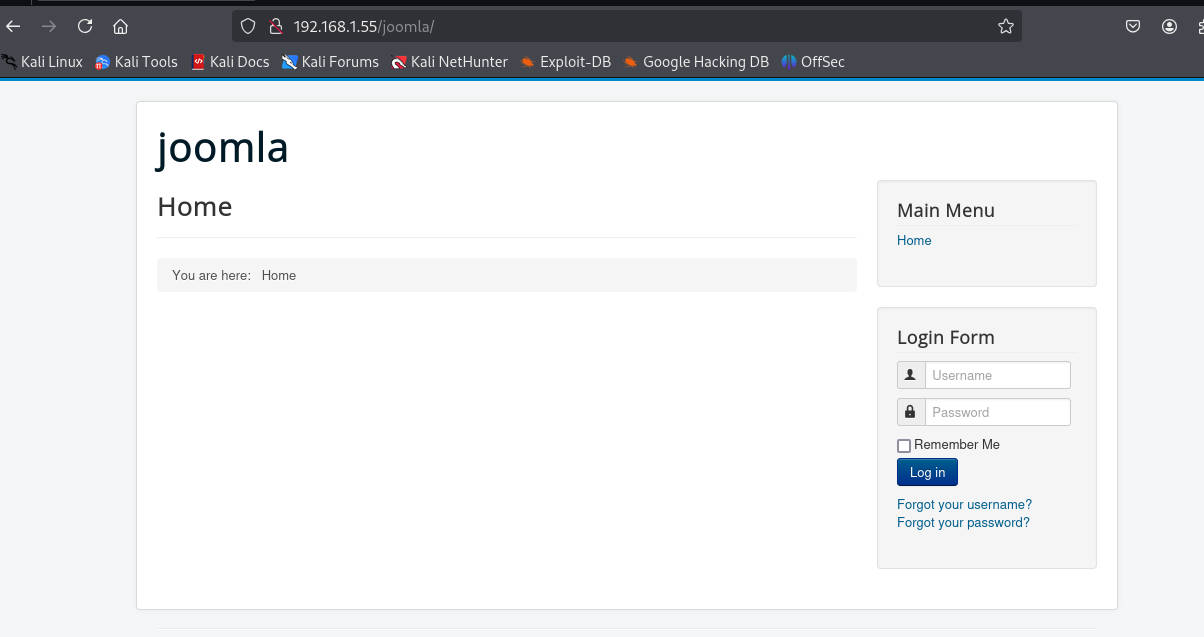 192.168.1.55/joomla/
Kali Linux Kali Tools Kali Docs Kali Forums Kali NetHunter Exploit-DB Google Hacking DB OffSec
joomla
Home
You are here: Home
Main Menu
Home
Login Form
Username
Password
Remember Me
Log in
Forgot your username?
Forgot your password?